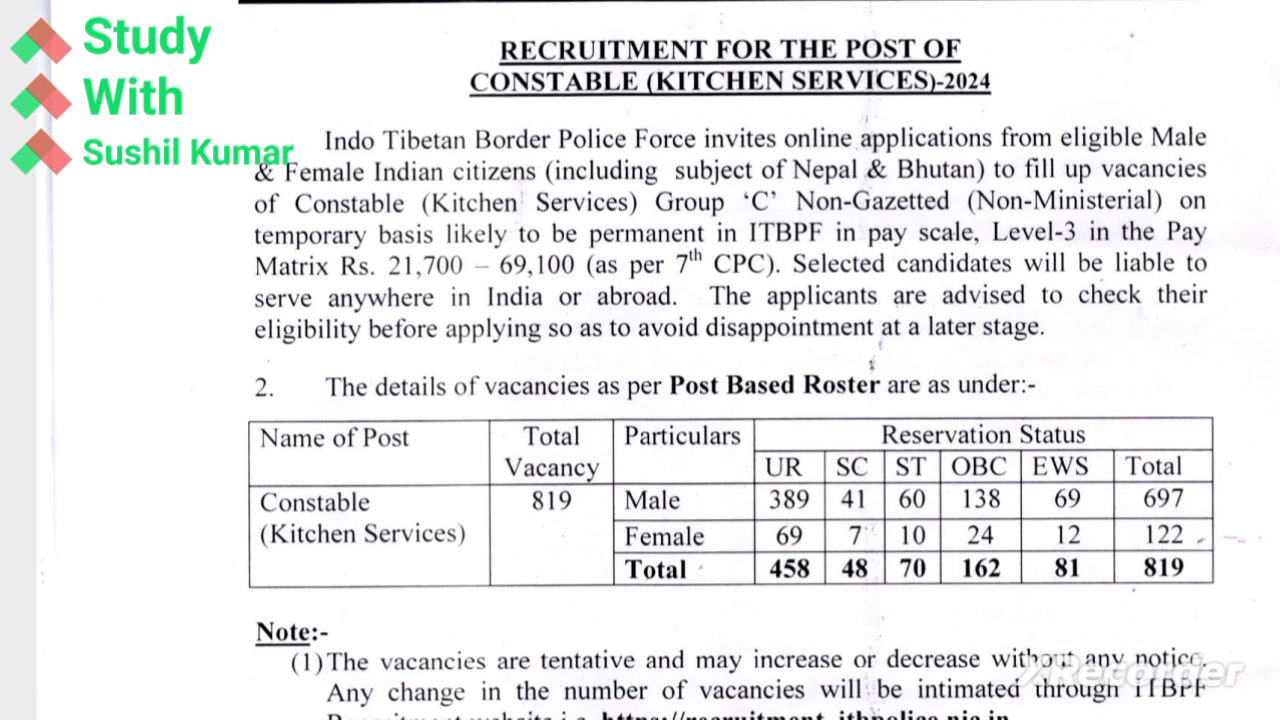 Study
With
Sushil Kumar
RECRUITMENT FOR THE POST OF
CONSTABLE (KITCHEN SERVICES)-2024
Indo Tibetan Border Police Force invites online applications from eligible Male
& Female Indian citizens (including subject of Nepal & Bhutan) to fill up vacancies
of Constable (Kitchen Services) Group ‘C’ Non-Gazetted (Non-Ministerial) on
temporary basis likely to be permanent in ITBPF in pay scale, Level-3 in the Pay
Matrix Rs. 21,700 – 69,100 (as per 7th CPC). Selected candidates will be liable to
serve anywhere in India or abroad. The applicants are advised to check their
eligibility before applying so as to avoid disappointment at a later stage.
2. The details of vacancies as per Post Based Roster are as under:-
Name of Post Total Vacancy Particulars Reservation Status
UR SC ST OBC EWS Total
Constable (Kitchen Services) 819 Male 389 41 60 138 69 697
Female 69 7 10 24 12 122
Total 458 48 70 162 81 819
Note:-
(1) The vacancies are tentative and may increase or decrease without any notice.
Any change in the number of vacancies will be intimated through ITBPF
Recruitment website i.e. https://recruitment.itbpolice.nic.in
XRecorder